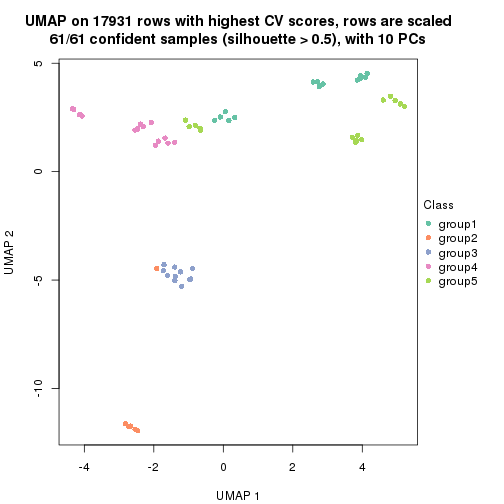 UMAP on 17931 rows with highest CV scores, rows are scaled
61/61 confident samples (silhouette > 0.5), with 10 PCs
5
0
-5
-10
UMAP 2
-4
-2
0
2
4
UMAP 1
Class
group1
group2
group3
group4
group5